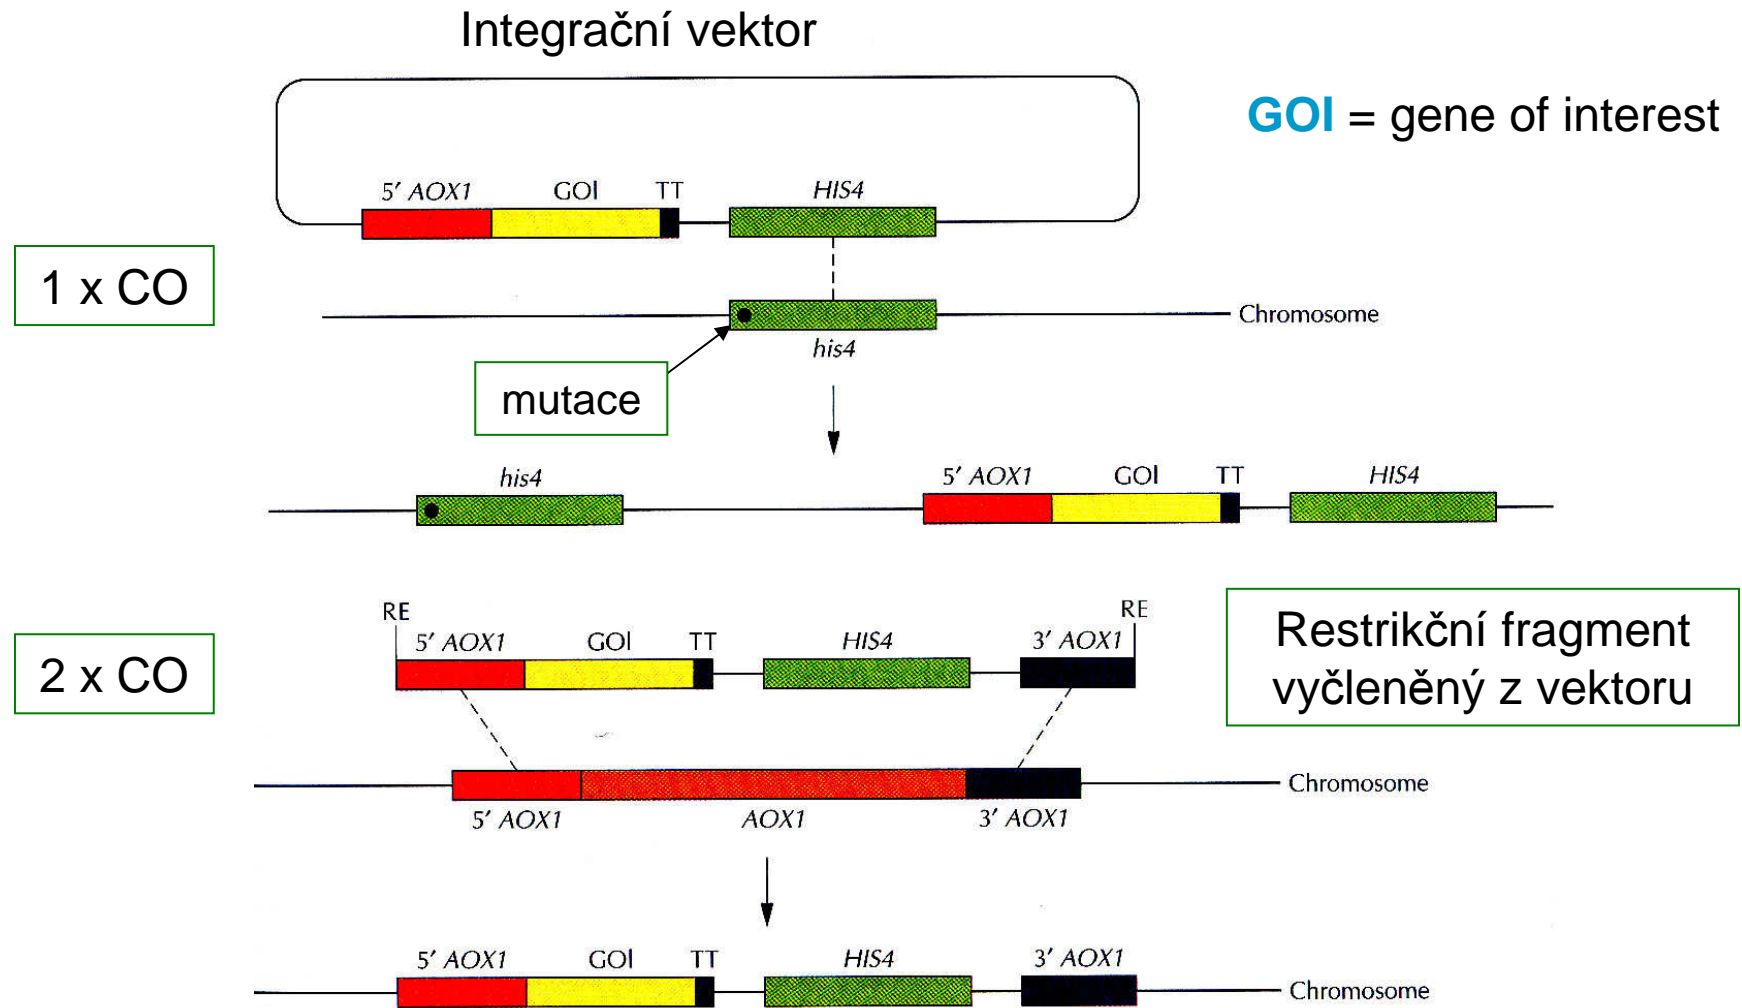 Integrační vektor
GOI = gene of interest
5′ AOX1 GOI TT HIS4
1 x CO
Chromosome
his4
mutace
his4 5′ AOX1 GOI TT HIS4
RE RE
5′ AOX1 GOI TT HIS4 3′ AOX1
2 x CO
Restrikční fragment
vyčleněný z vektoru
Chromosome
5′ AOX1 AOX1 3′ AOX1
5′ AOX1 GOI TT HIS4 3′ AOX1
Chromosome